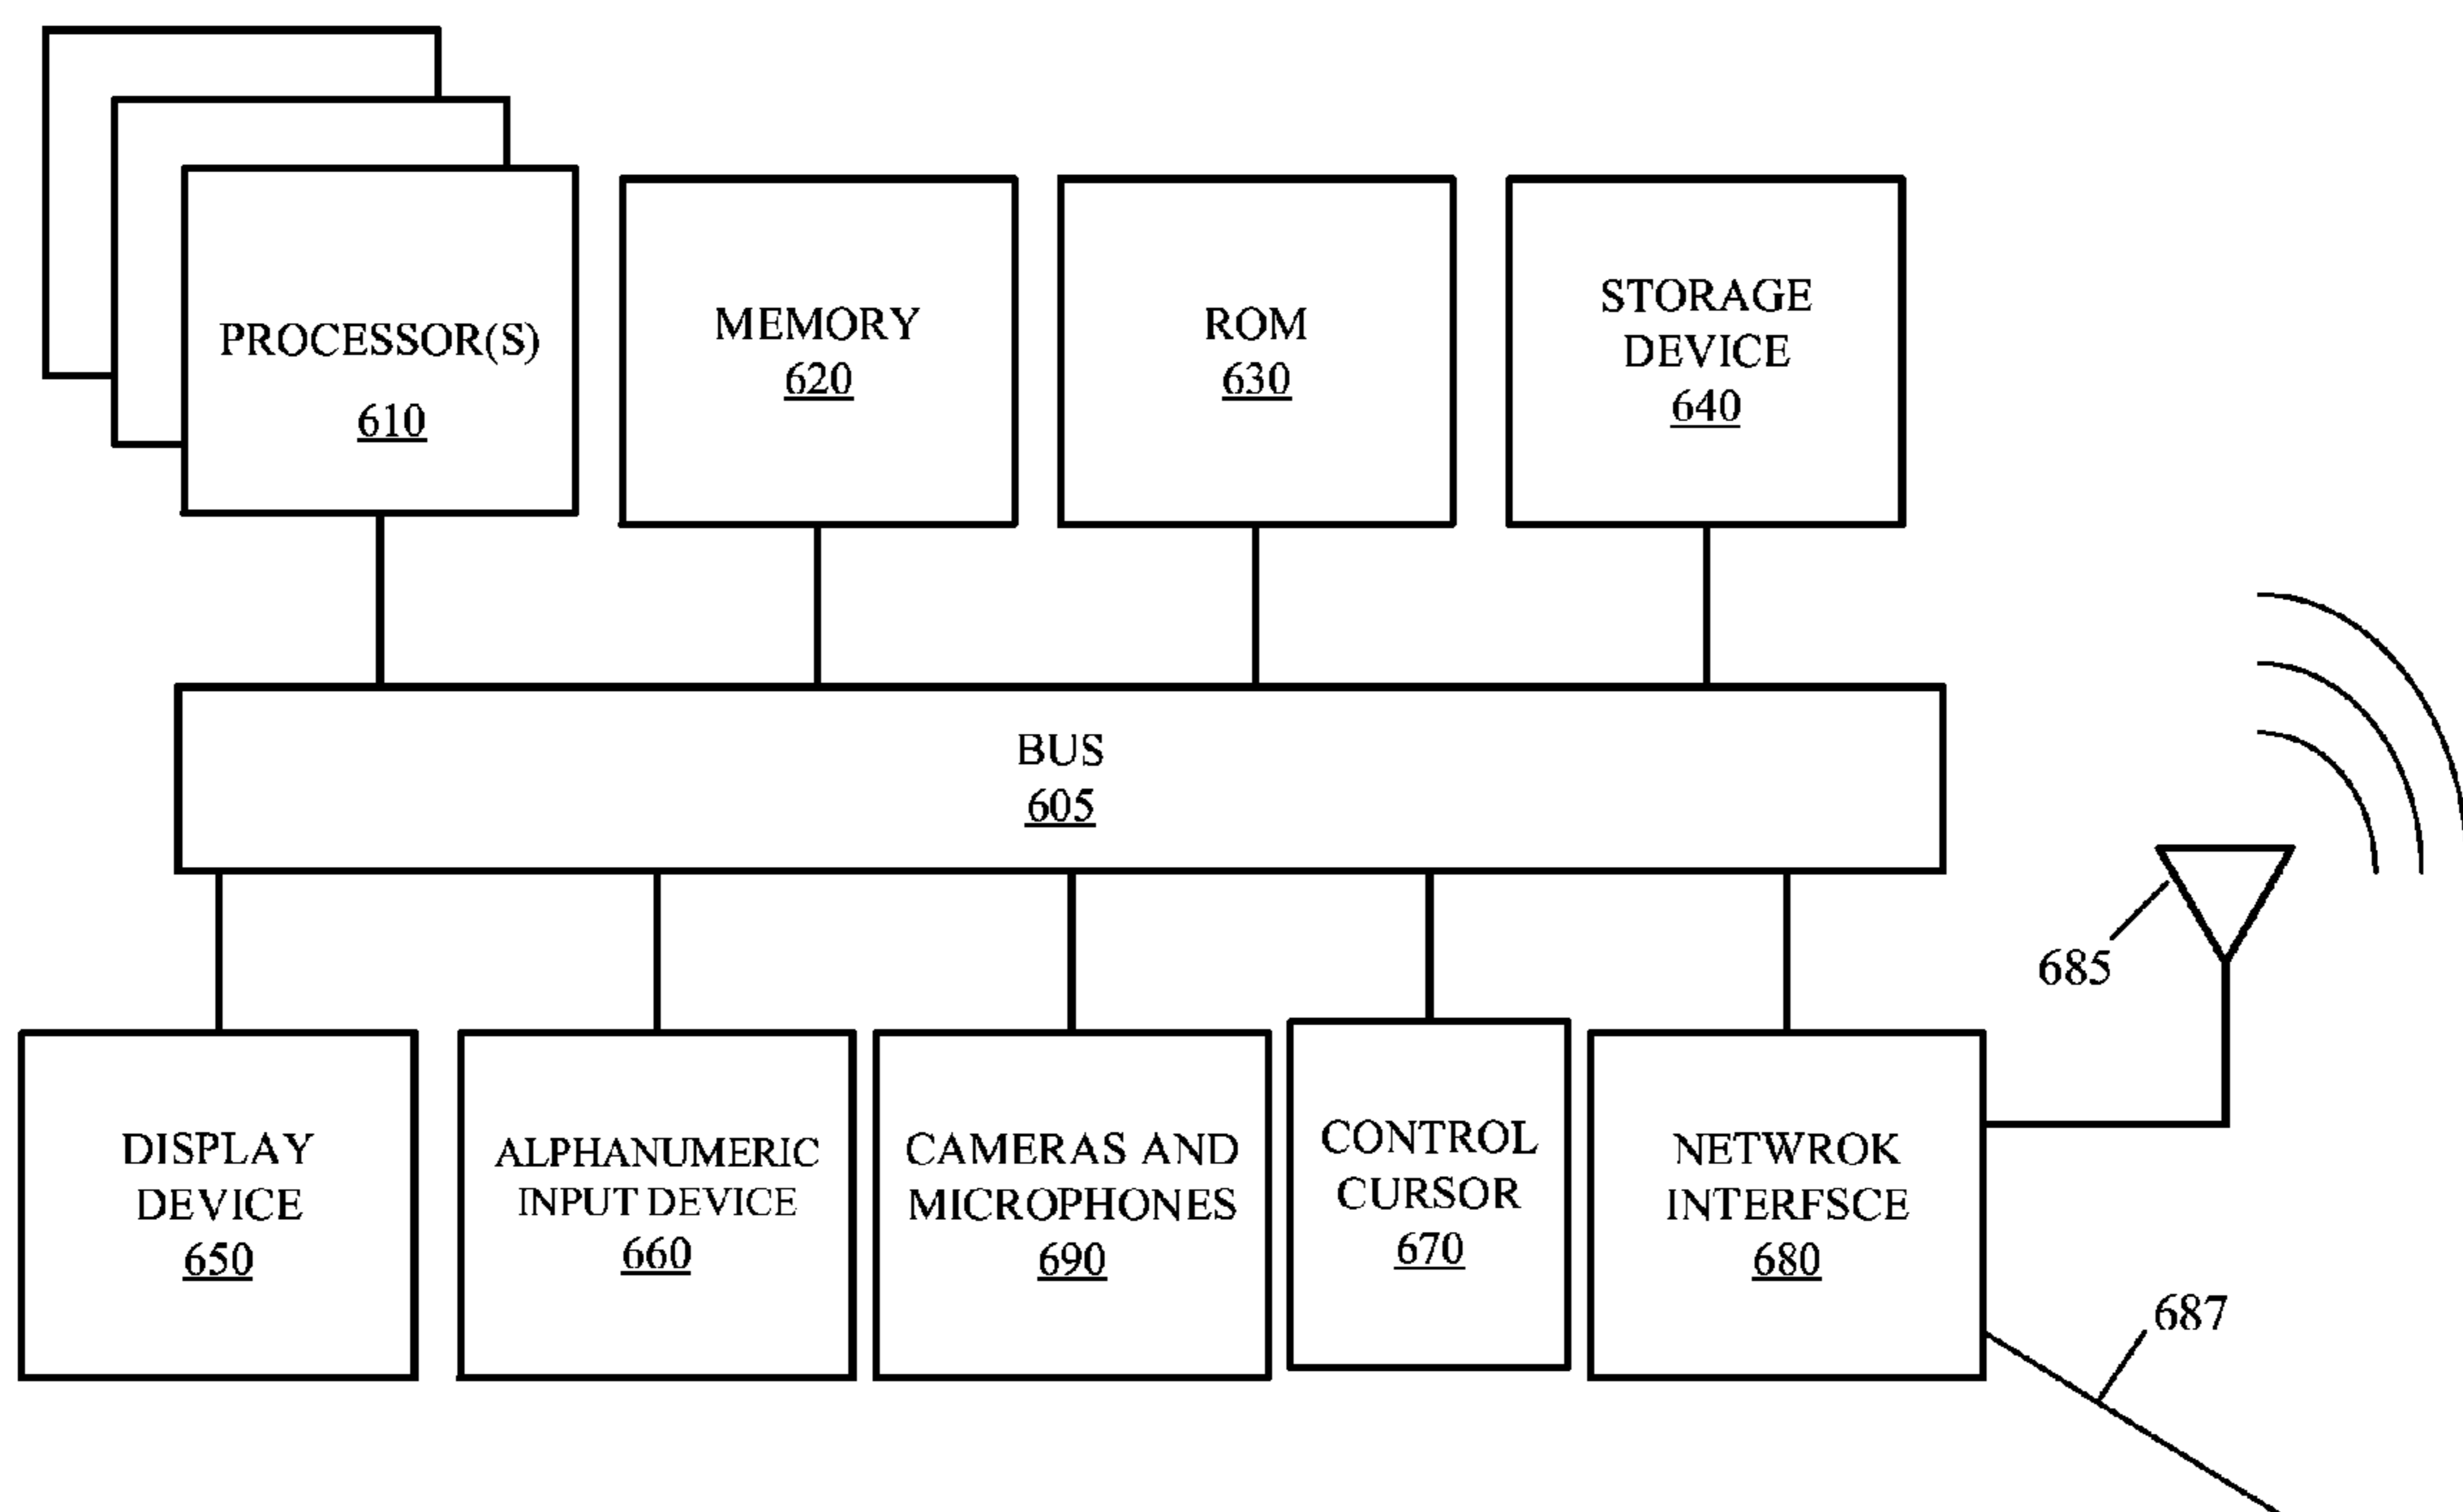 PROCESSOR(S)
610
MEMORY
620
ROM
630
STORAGE
DEVICE
640
BUS
605
685
DISPLAY
DEVICE
650
ALPHANUMERIC
INPUT DEVICE
660
CAMERAS AND
MICROPHONES
690
CONTROL
CURSOR
670
NETWROK
INTERFSCE
680
687